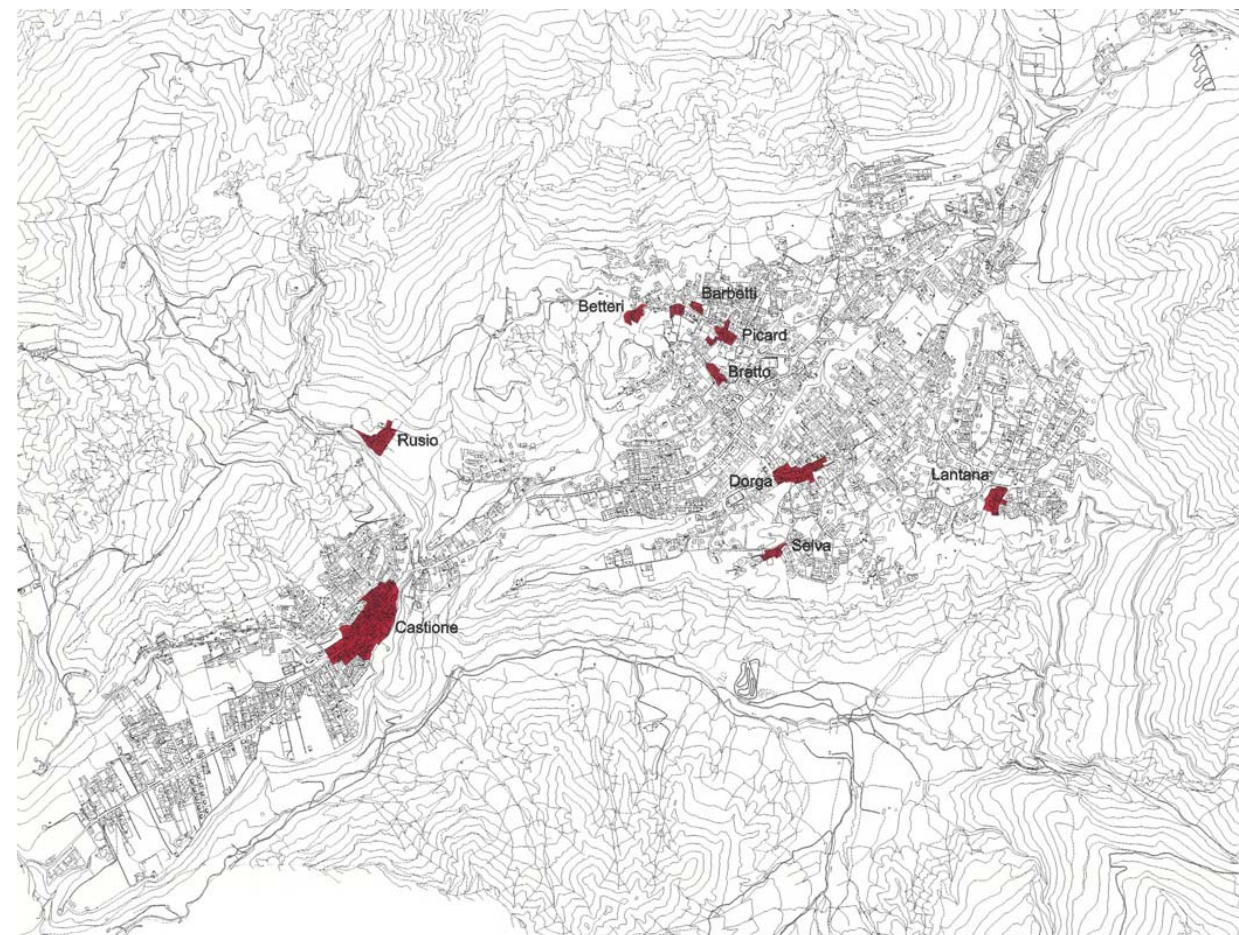 Barbetti
Betteri
Picard
Bratto
Rusio
Lantana
Dorga
Selva
Castione